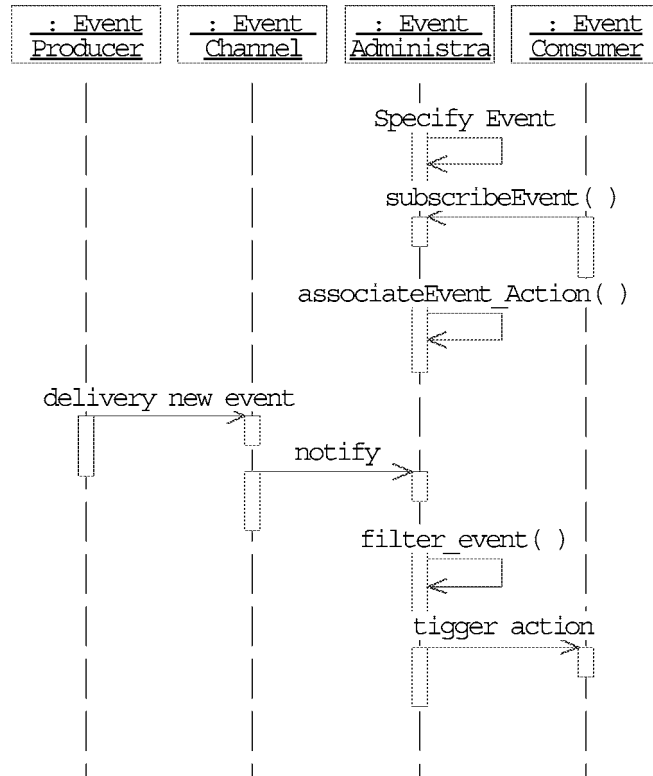 : Event
Producer
: Event
Channel
: Event
Administra
: Event
Comsumer
Specify Event
subscribeEvent( )
associateEvent_Action( )
delivery new event
notify
filter_event( )
tigger action